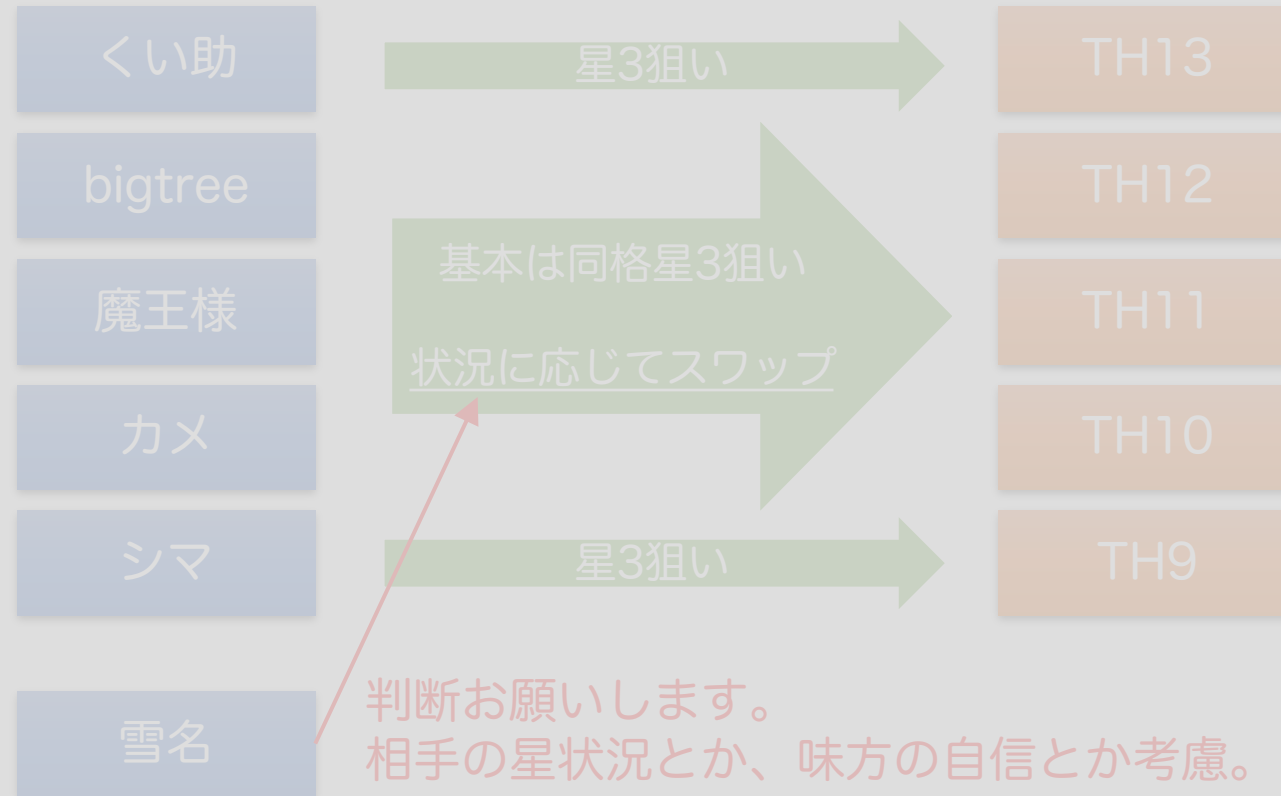 くい助
星3狙い
TH13
bigtree
TH12
基本は同格星3狙い
魔王様
TH11
状況に応じてスワップ
カメ
TH10
シマ
星3狙い
TH9
雪名
判断お願いします。
相手の星状況とか、味方の自信とか考慮。